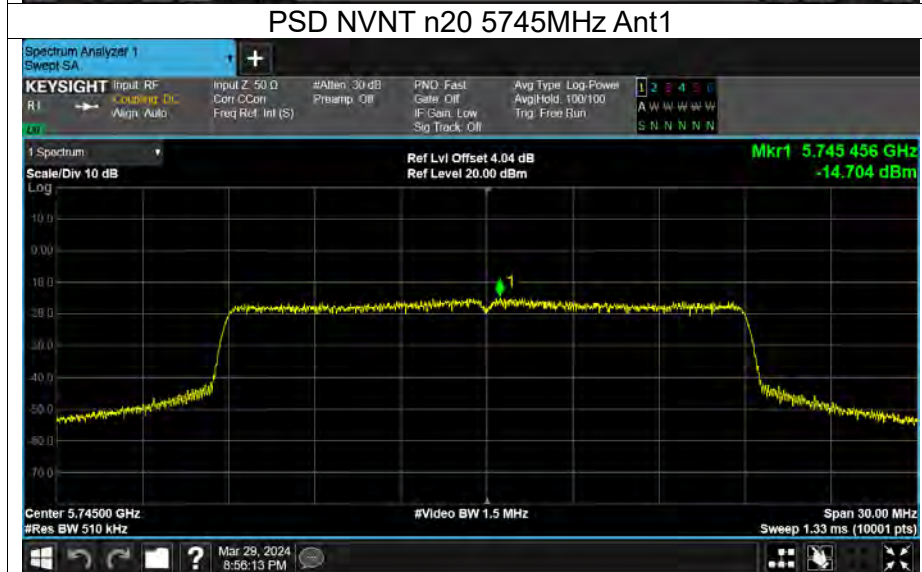 PSD NVNT n20 5745MHz Ant1
Spectrum Analyzer 1
Swept SA
+
KEYSIGHT Input: RF Input Z: 50 Ω #Atten: 30 dB PNO: Fast Avg Type: Log-Power 1 2 3 4 5 6
Coupling: DC Corr CCorr Preamp: Off Gate: Off Avg|Hold: 100/100 A W W W W W
Align: Auto Freq Ref: Int (S) IF Gain: Low Trig: Free Run
Sig Track: Off S N N N N N
1 Spectrum Ref Lvl Offset 4.04 dB Mkr1 5.745 456 GHz
Scale/Div 10 dB Ref Level 20.00 dBm -14.704 dBm
Log
10.0
0.00
-10.0
1
-20.0
-30.0
-40.0
-50.0
-60.0
-70.0
Center 5.74500 GHz #Video BW 1.5 MHz Span 30.00 MHz
#Res BW 510 kHz Sweep 1.33 ms (10001 pts)
? Mar 29, 2024
8:56:13 PM